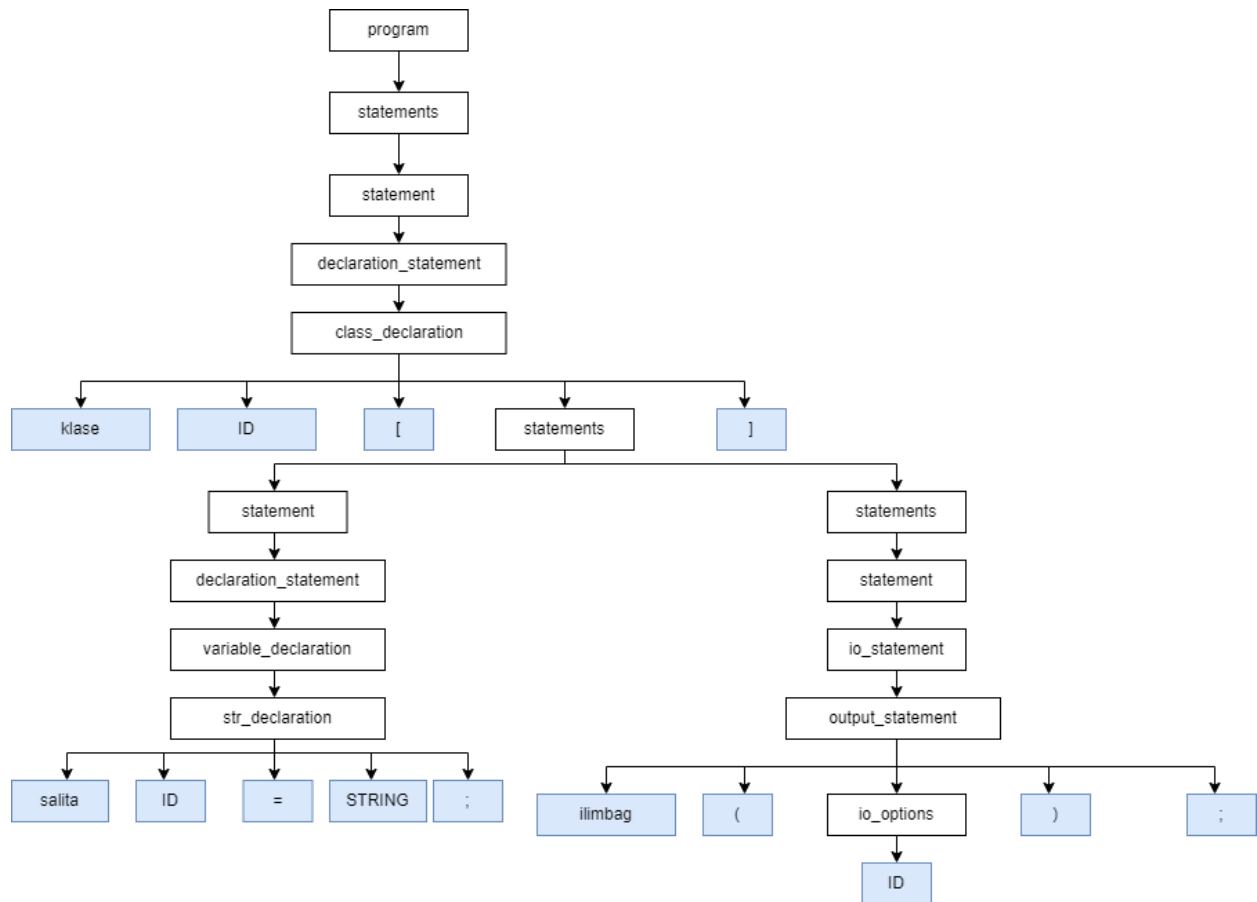 program
statements
statement
declaration_statement
class_declaration
klase
ID
[
statements
]
statement
statements
declaration_statement
statement
variable_declaration
io_statement
str_declaration
output_statement
salita
ID
=
STRING
;
ilimbag
(
io_options
)
;
ID